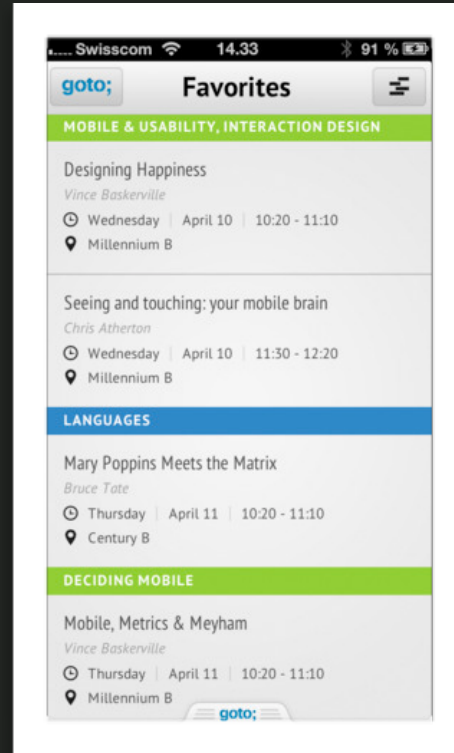 ..... Swisscom 14.33 91 %
goto; Favorites
MOBILE & USABILITY, INTERACTION DESIGN
Designing Happiness
Vince Baskerville
Wednesday | April 10 | 10:20 - 11:10
Millennium B
Seeing and touching: your mobile brain
Chris Atherton
Wednesday | April 10 | 11:30 - 12:20
Millennium B
LANGUAGES
Mary Poppins Meets the Matrix
Bruce Tate
Thursday | April 11 | 10:20 - 11:10
Century B
DECIDING MOBILE
Mobile, Metrics & Meyham
Vince Baskerville
Thursday | April 11 | 10:20 - 11:10
Millennium B
goto;